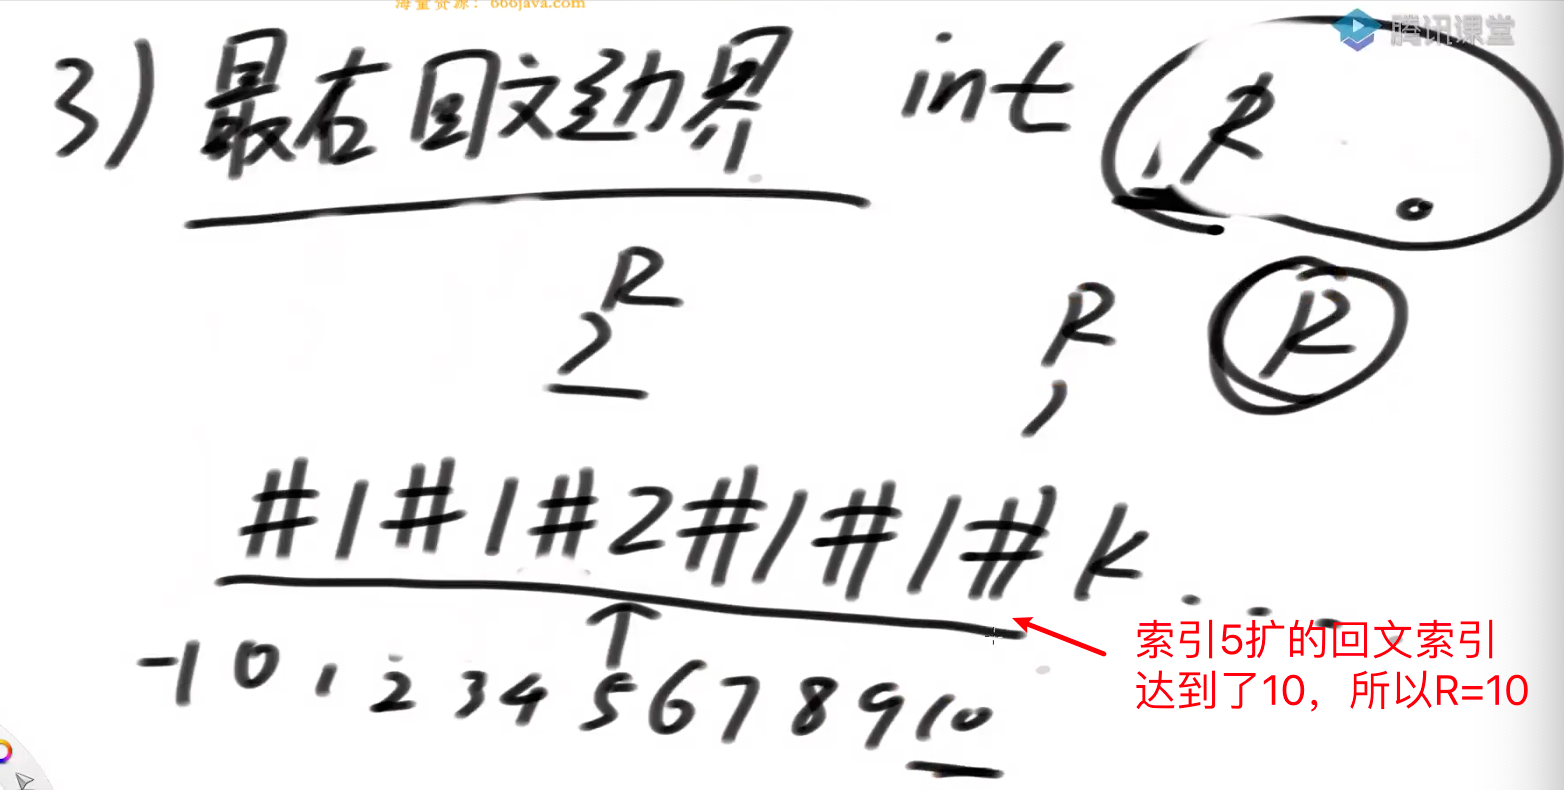 海量资源：666java.com
腾讯课堂
3) 最右回文边界 int R
R
R R
#1#1#2#1#1#k...
-1 0 1 2 3 4 5 6 7 8 9 10
索引5扩的回文索引
达到了10，所以R=10